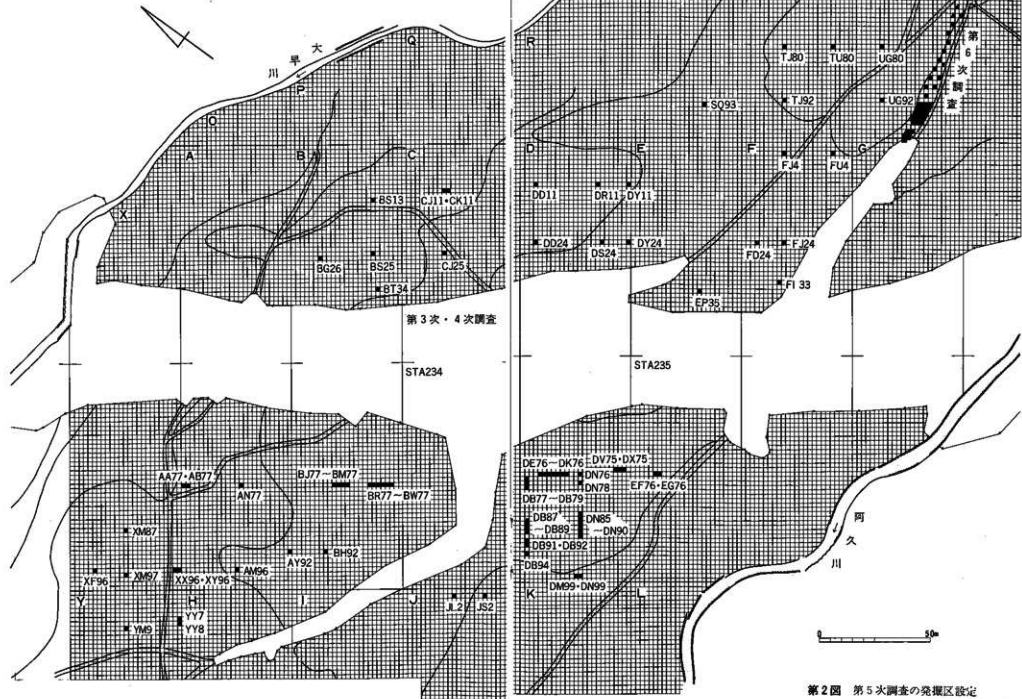 大早川
Q
P
O
A
B
C
X
BS13
CJ11・CK11
BG26
BS25
CJ25
BT34
第3次・4次調査
STA234
AA77・AB77
BJ77〜BM77
AN77
BR77〜BW77
XM87
AY92
BH92
XF96
XM97
XX96・XY96
AM96
Y
H
I
J
JL2
JS2
YY7
YY8
YM9
R
TJ80
TU80
UG80
第6次調査
SQ93
TJ92
UG92
D
E
F
G
FJ4
FU4
DD11
DR11・DY11
DD24
DS24
DY24
FD24
FJ24
EP35
FI33
STA235
DE76〜DK76
DV75・DX75
DN76
DN78
EF76・EG76
DB77〜DB79
DB87
〜DB89
DN85
〜DN90
DB91・DB92
DB94
DM99・DN99
K
L
阿久川
0
50m
第2図 第5次調査の発掘区設定